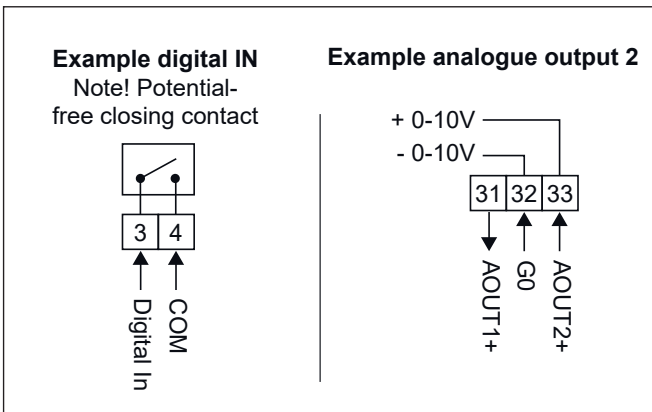 Example digital IN
Note! Potential-
free closing contact
3 4
Digital In
COM
Example analogue output 2
+ 0-10V
- 0-10V
31 32 33
AOUT1+
G0
AOUT2+